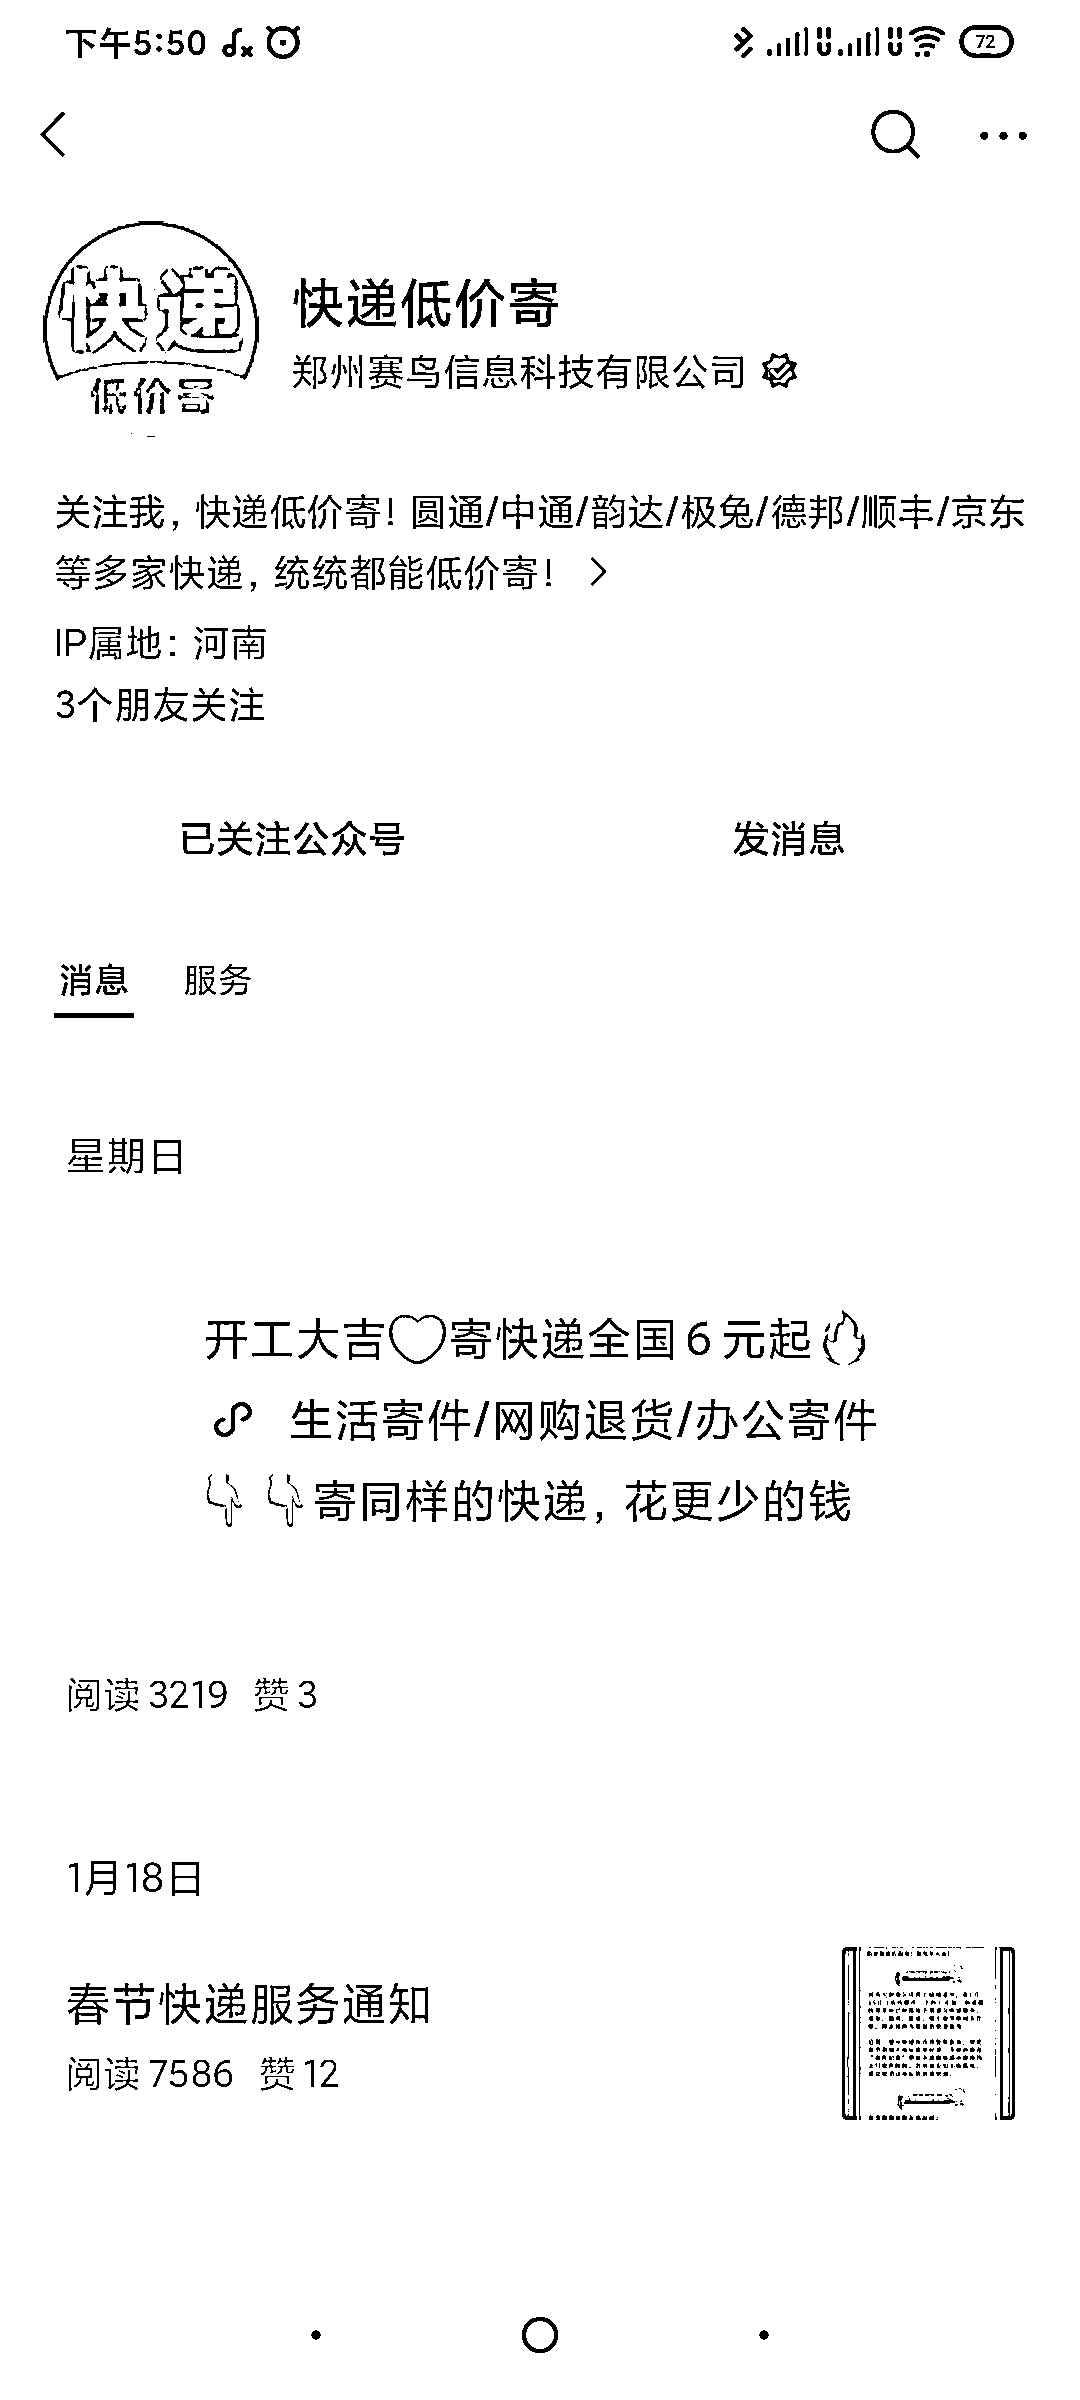 下午5:50
72
快递
低价寄
快递低价寄
郑州赛鸟信息科技有限公司
关注我，快递低价寄！圆通/中通/韵达/极兔/德邦/顺丰/京东
等多家快递，统统都能低价寄！
IP属地：河南
3个朋友关注
已关注公众号 发消息
消息 服务
星期日
开工大吉♡寄快递全国6元起🔥
生活寄件/网购退货/办公寄件
👇👇寄同样的快递，花更少的钱
阅读 3219 赞 3
1月18日
春节快递服务通知
阅读 7586 赞 12